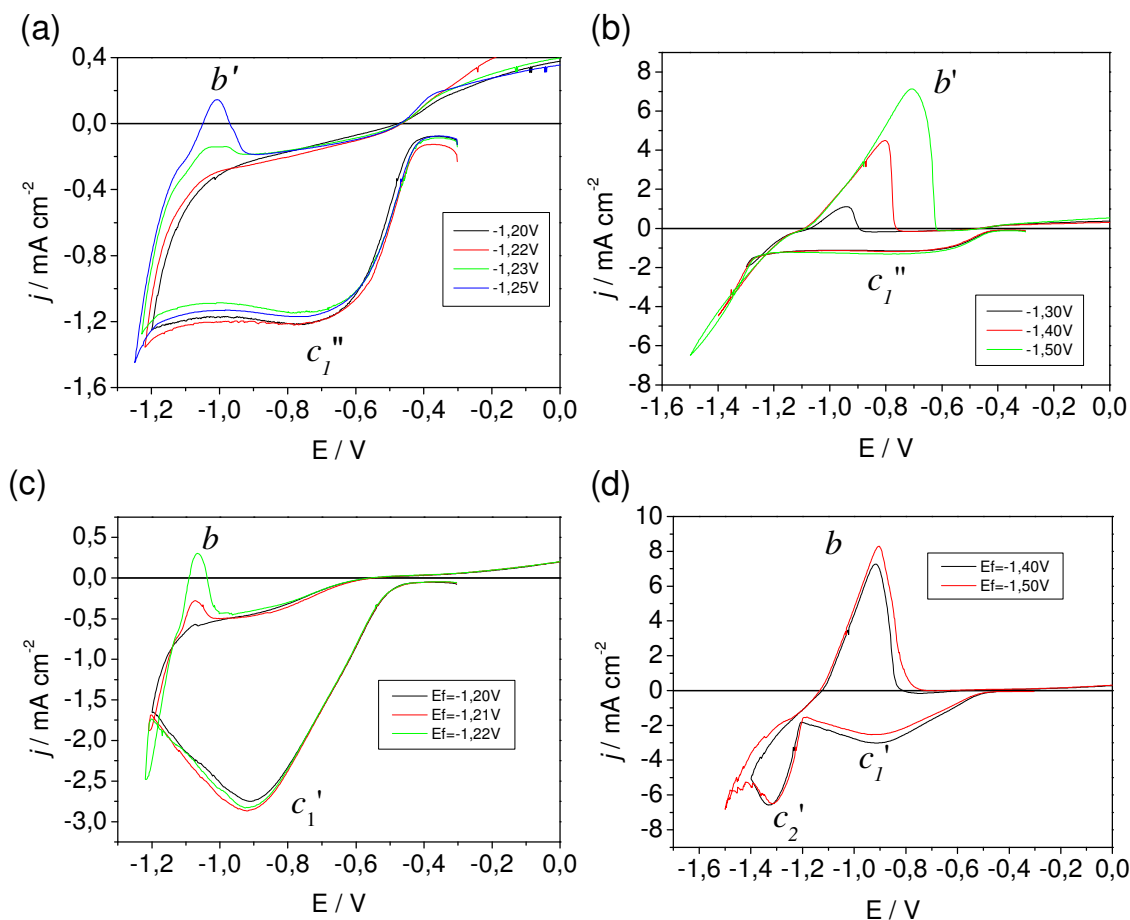 (a)
0,4
0,0
-0,4
-0,8
-1,2
-1,6
j / mA cm⁻²
b'
c₁''
-1,20V
-1,22V
-1,23V
-1,25V
-1,2 -1,0 -0,8 -0,6 -0,4 -0,2 0,0
E / V
(b)
8
6
4
2
0
-2
-4
-6
-8
j / mA cm⁻²
b'
c₁''
-1,30V
-1,40V
-1,50V
-1,6 -1,4 -1,2 -1,0 -0,8 -0,6 -0,4 -0,2 0,0
E / V
(c)
0,5
0,0
-0,5
-1,0
-1,5
-2,0
-2,5
-3,0
j / mA cm⁻²
b
c₁'
Ef=-1,20V
Ef=-1,21V
Ef=-1,22V
-1,2 -1,0 -0,8 -0,6 -0,4 -0,2 0,0
E / V
(d)
10
8
6
4
2
0
-2
-4
-6
-8
j / mA cm⁻²
b
Ef=-1,40V
Ef=-1,50V
c₁'
c₂'
-1,6 -1,4 -1,2 -1,0 -0,8 -0,6 -0,4 -0,2 0,0
E / V